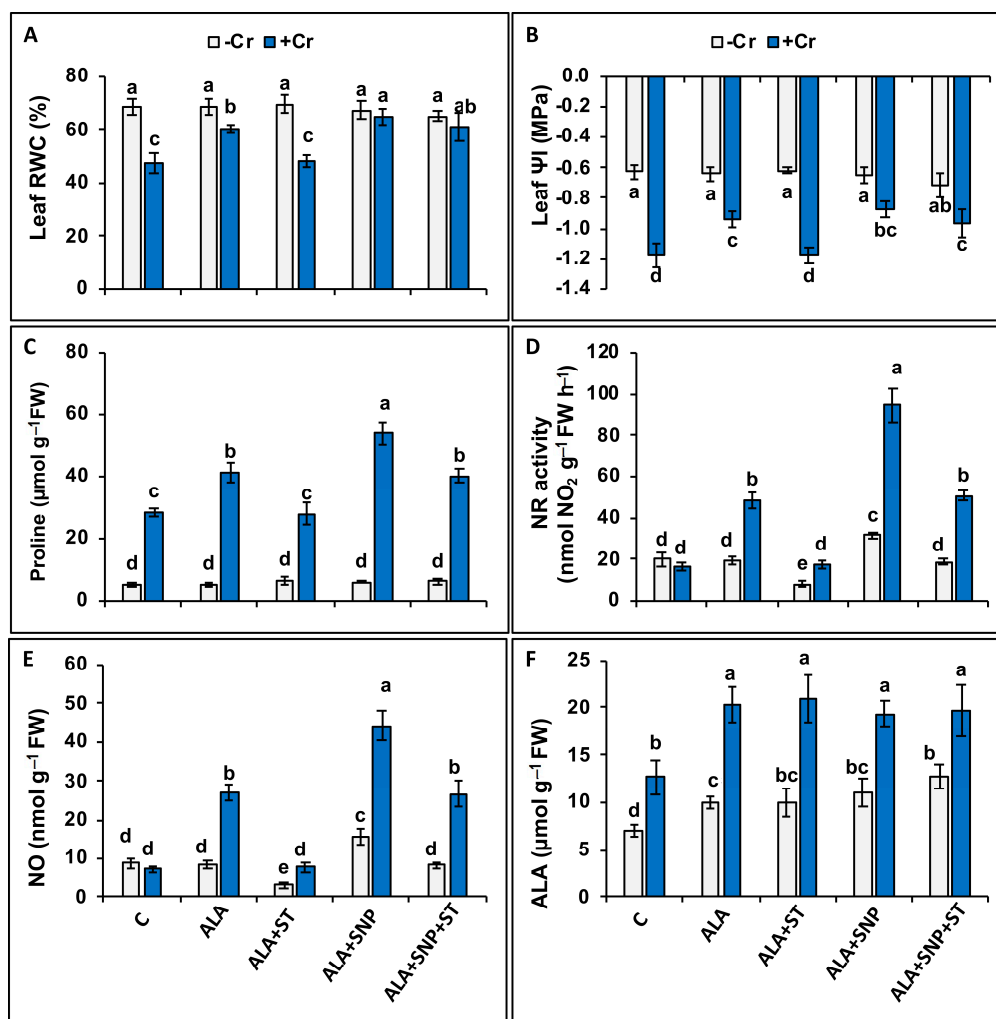 A
-Cr +Cr
Leaf RWC (%)
80
60
40
20
0
a c a b a c a a a ab
B
-Cr +Cr
Leaf Ψl (MPa)
0.0
-0.2
-0.4
-0.6
-0.8
-1.0
-1.2
-1.4
a d a c a d a bc ab c
C
Proline (µmol g⁻¹FW)
80
60
40
20
0
d c d b d c d a d b
D
NR activity
(nmol NO₂ g⁻¹ FW h⁻¹)
120
100
80
60
40
20
0
d d d b e d c a d b
E
NO (nmol g⁻¹ FW)
60
50
40
30
20
10
0
d d d b e d c a d b
C ALA ALA+ST ALA+SNP ALA+SNP+ST
F
ALA (µmol g⁻¹ FW)
25
20
15
10
5
0
d b c a bc a bc a b a
C ALA ALA+ST ALA+SNP ALA+SNP+ST